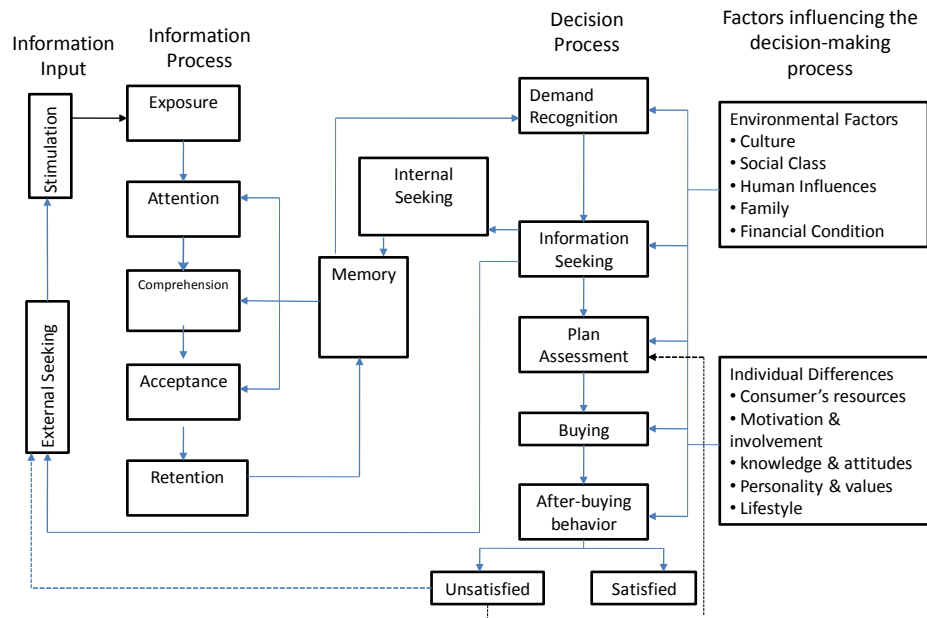 Information
Input
Information
Process
Decision
Process
Factors influencing the
decision-making
process
Stimulation
External Seeking
Exposure
Attention
Comprehension
Acceptance
Retention
Internal
Seeking
Memory
Demand
Recognition
Information
Seeking
Plan
Assessment
Buying
After-buying
behavior
Unsatisfied
Satisfied
Environmental Factors
• Culture
• Social Class
• Human Influences
• Family
• Financial Condition
Individual Differences
• Consumer’s resources
• Motivation &
involvement
• knowledge & attitudes
• Personality & values
• Lifestyle